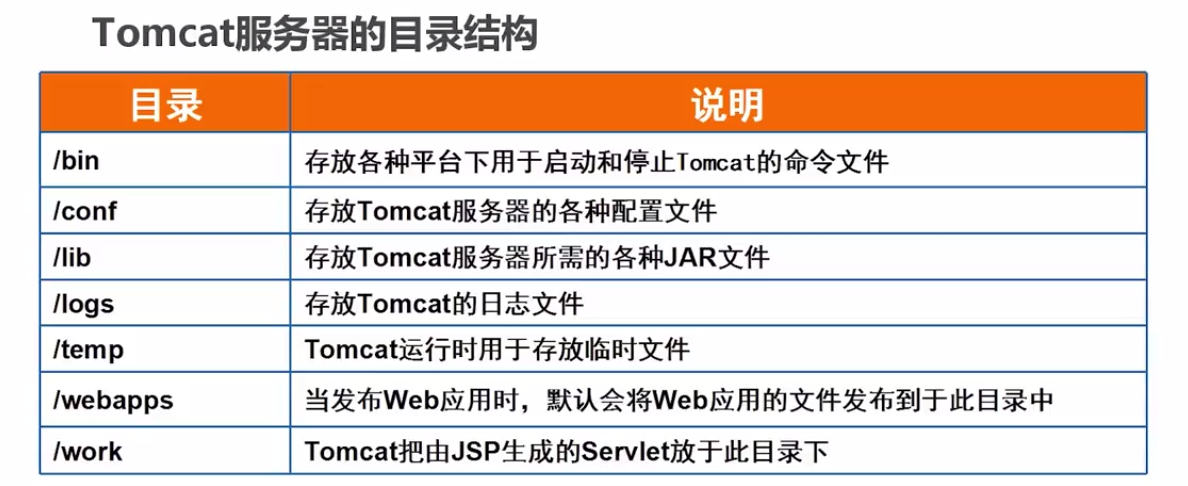 Tomcat服务器的目录结构
目录 说明
/bin 存放各种平台下用于启动和停止Tomcat的命令文件
/conf 存放Tomcat服务器的各种配置文件
/lib 存放Tomcat服务器所需的各种JAR文件
/logs 存放Tomcat的日志文件
/temp Tomcat运行时用于存放临时文件
/webapps 当发布Web应用时，默认会将Web应用的文件发布到于此目录中
/work Tomcat把由JSP生成的Servlet放于此目录下